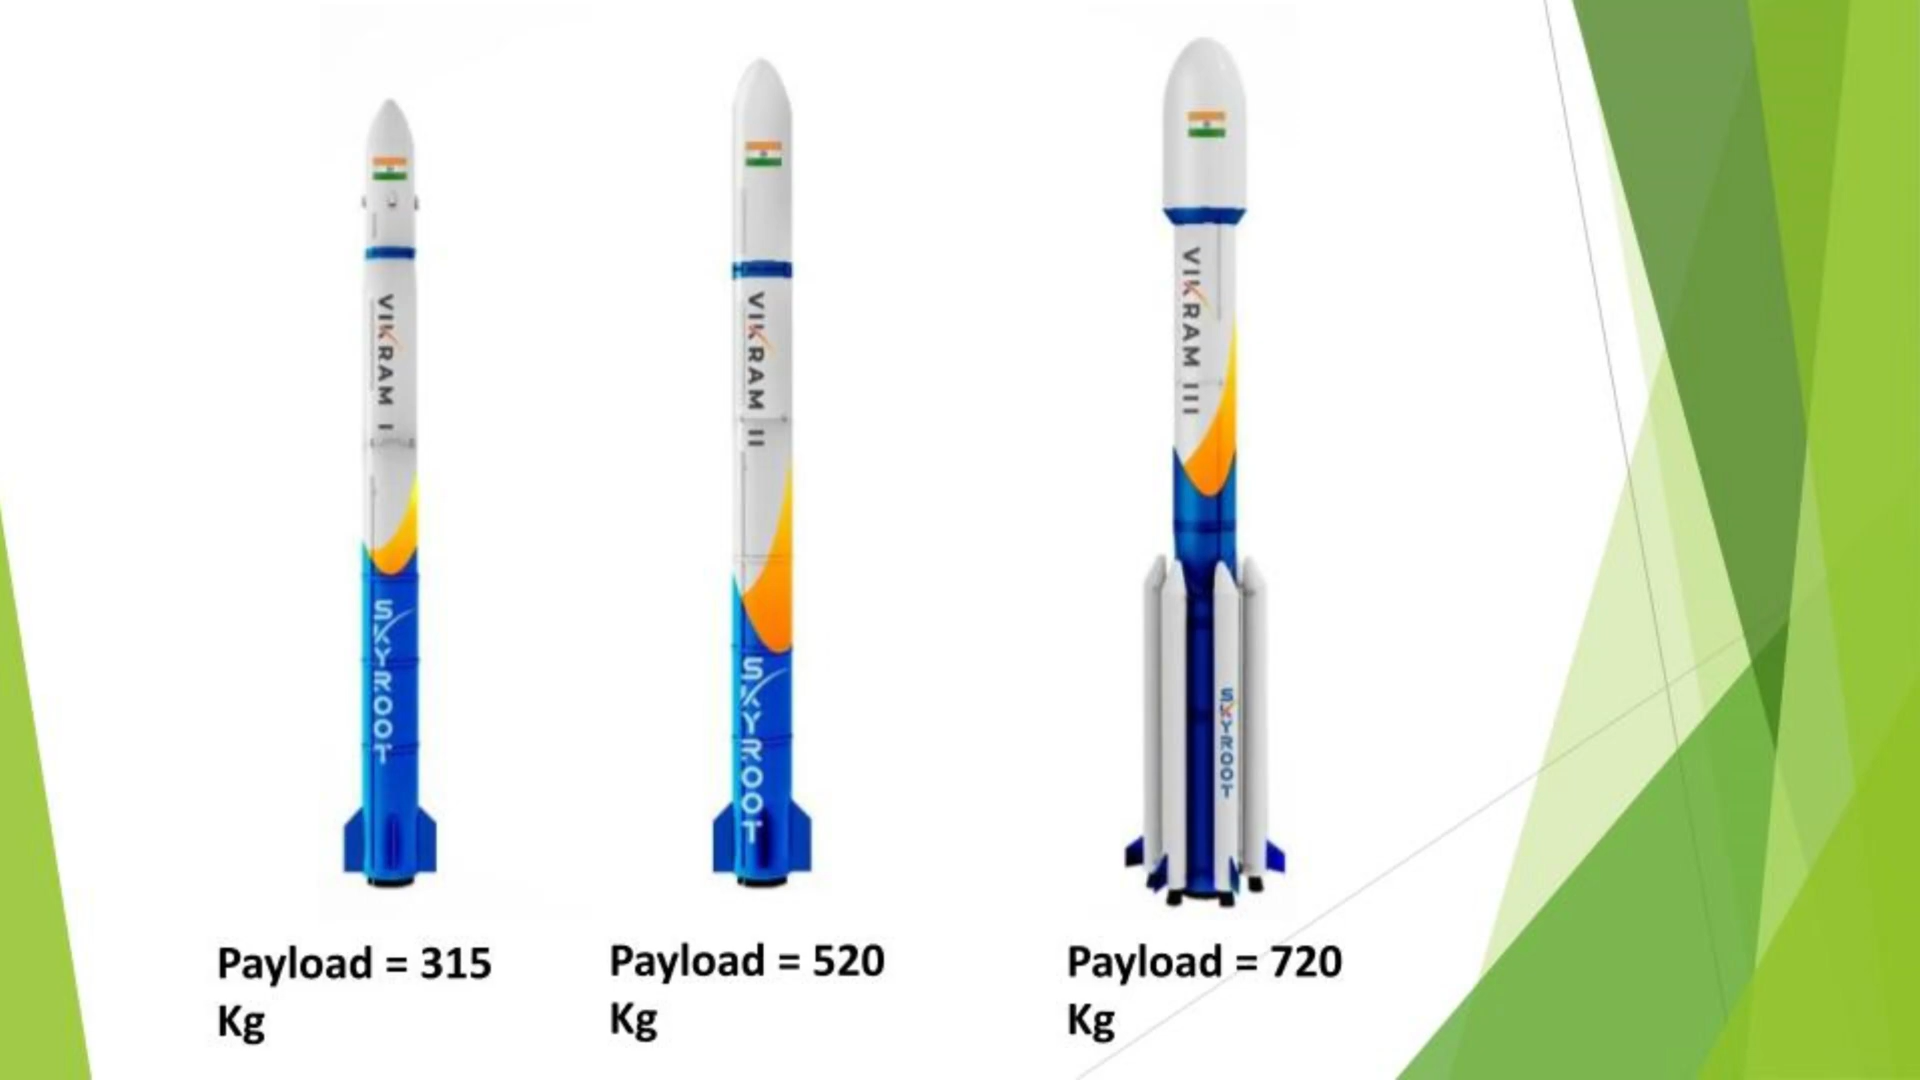 VIKRAM I
SKYROOT
Payload = 315
Kg
VIKRAM II
SKYROOT
Payload = 520
Kg
VIKRAM III
SKYROOT
Payload = 720
Kg